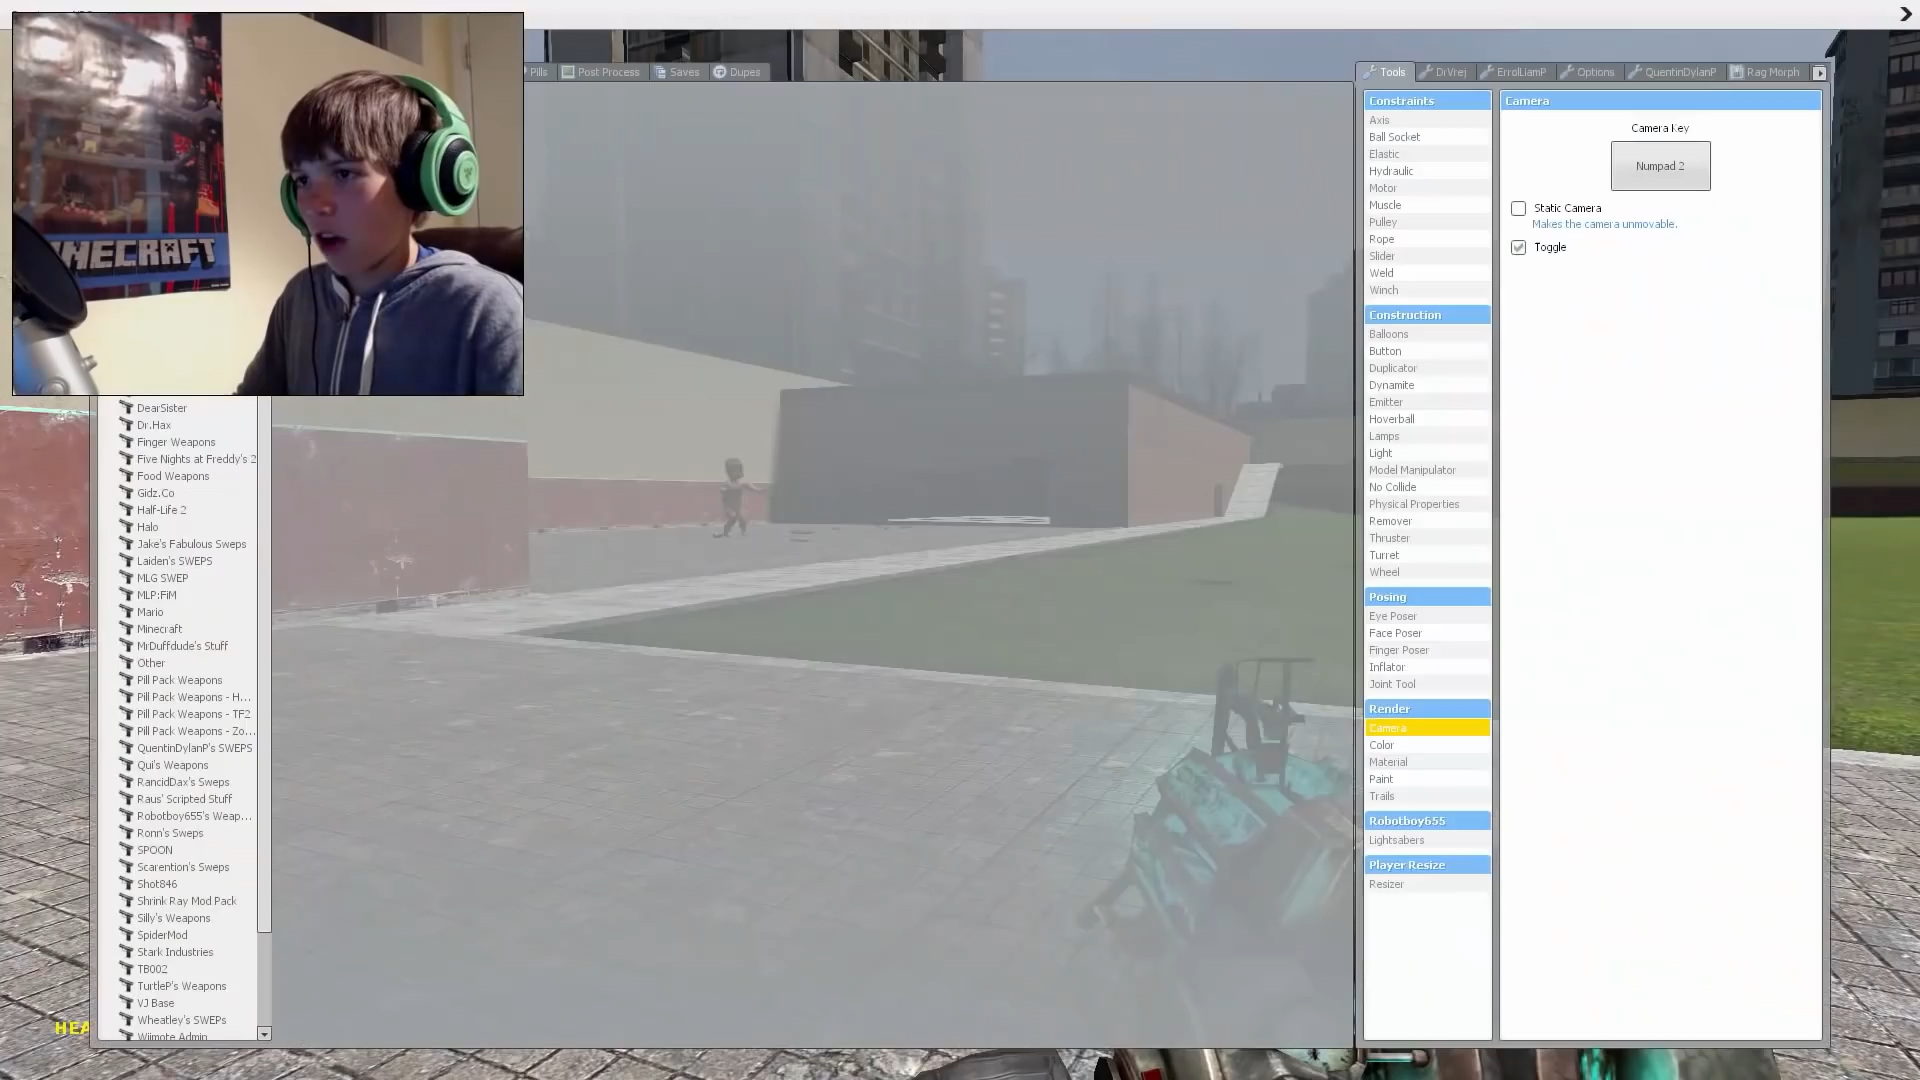 MINECRAFT
Pills
Post Process
Saves
Dupes
DearSister
Dr.Hax
Finger Weapons
Five Nights at Freddy's 2
Food Weapons
Gidz.Co
Half-Life 2
Halo
Jake's Fabulous Sweps
Laiden's SWEPS
MLG SWEP
MLP:FiM
Mario
Minecraft
MrDuffdude's Stuff
Other
Pill Pack Weapons
Pill Pack Weapons - H...
Pill Pack Weapons - TF2
Pill Pack Weapons - Zo...
QuentinDylanP's SWEPS
Qui's Weapons
RancidDax's Sweps
Raus' Scripted Stuff
Robotboy655's Weap...
Ronn's Sweps
SPOON
Scarention's Sweps
Shot846
Shrink Ray Mod Pack
Silly's Weapons
SpiderMod
Stark Industries
TB002
TurtleP's Weapons
VJ Base
Wheatley's SWEPs
Wiimote Admin
HEA
Tools
DrVrej
ErrolLiamP
Options
QuentinDylanP
Rag Morph
Constraints
Axis
Ball Socket
Elastic
Hydraulic
Motor
Muscle
Pulley
Rope
Slider
Weld
Winch
Construction
Balloons
Button
Duplicator
Dynamite
Emitter
Hoverball
Lamps
Light
Model Manipulator
No Collide
Physical Properties
Remover
Thruster
Turret
Wheel
Posing
Eye Poser
Face Poser
Finger Poser
Inflator
Joint Tool
Render
Camera
Color
Material
Paint
Trails
Robotboy655
Lightsabers
Player Resize
Resizer
Camera
Camera Key
Numpad 2
Static Camera
Makes the camera unmovable.
Toggle